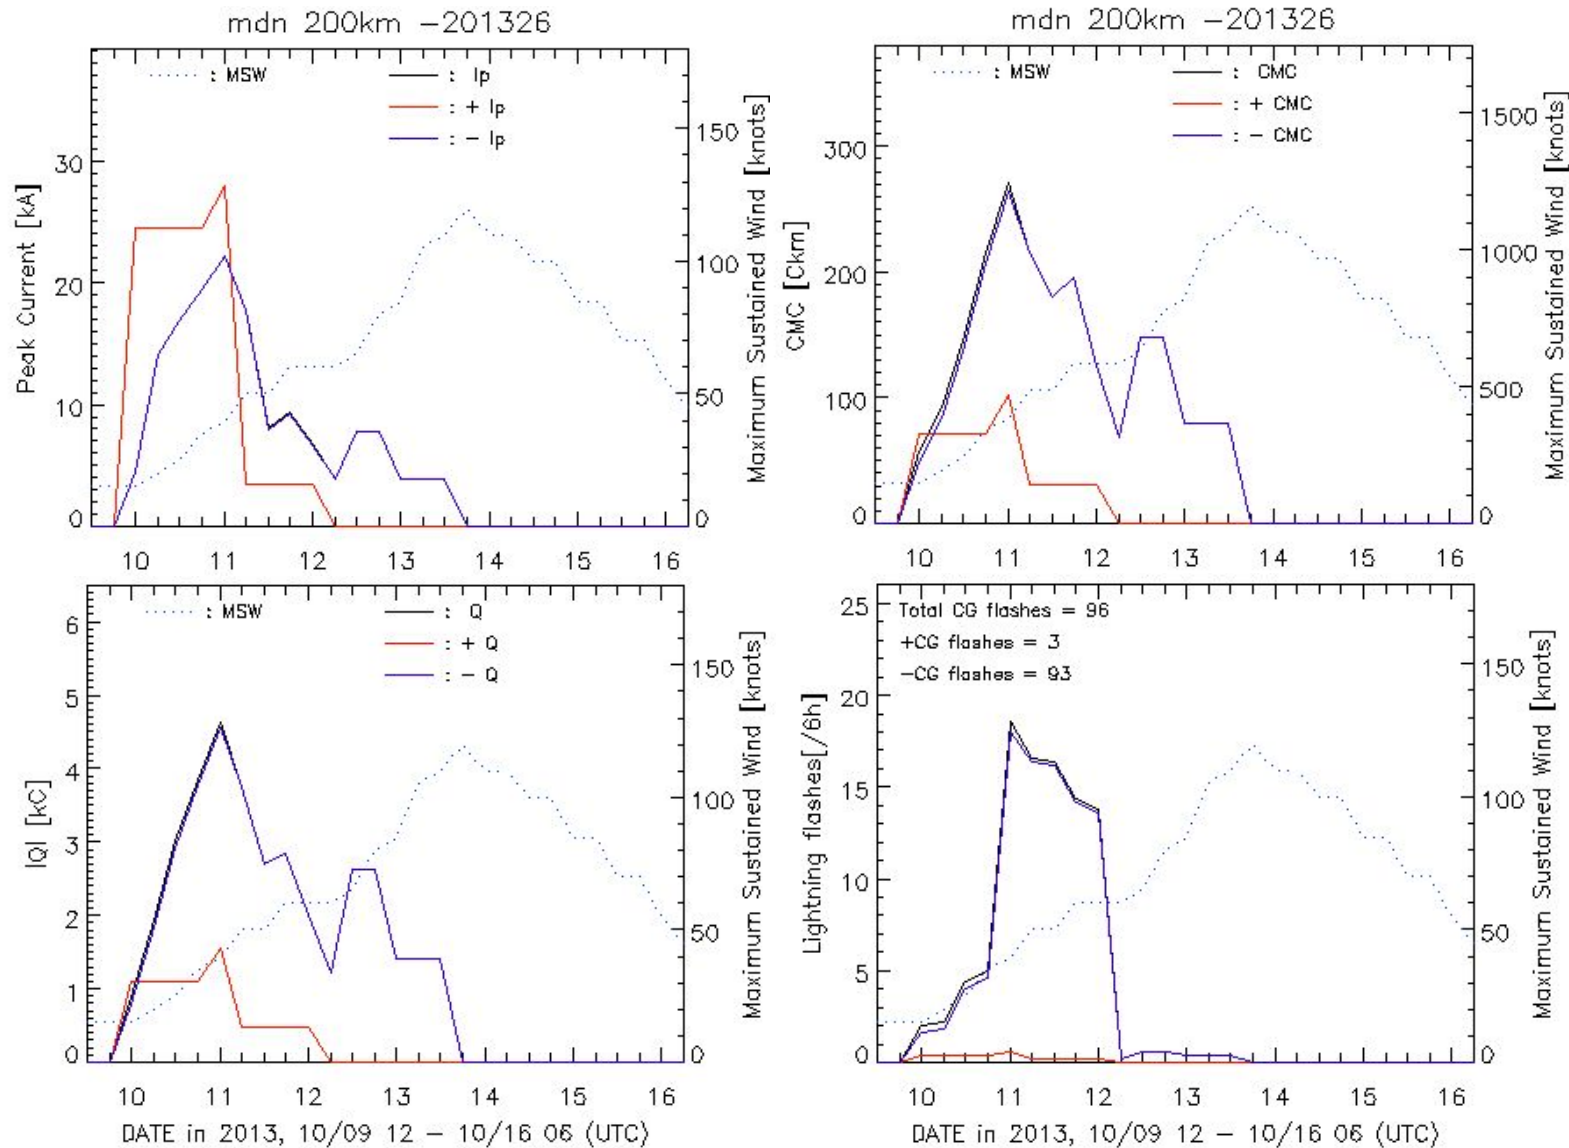 mdn 200km −201326
: MSW
: Ip
: + Ip
: − Ip
Peak Current [kA]
30
20
10
0
Maximum Sustained Wind [knots]
150
100
50
0
10 11 12 13 14 15 16
mdn 200km −201326
: MSW
: CMC
: + CMC
: − CMC
CMC [Ckm]
300
200
100
0
Maximum Sustained Wind [knots]
1500
1000
500
0
10 11 12 13 14 15 16
: MSW
: Q
: + Q
: − Q
|Q| [kC]
6
5
4
3
2
1
0
Maximum Sustained Wind [knots]
150
100
50
0
10 11 12 13 14 15 16
DATE in 2013, 10/09 12 − 10/16 06 (UTC)
Total CG flashes = 96
+CG flashes = 3
−CG flashes = 93
Lightning flashes[/6h]
25
20
15
10
5
0
Maximum Sustained Wind [knots]
150
100
50
0
10 11 12 13 14 15 16
DATE in 2013, 10/09 12 − 10/16 06 (UTC)